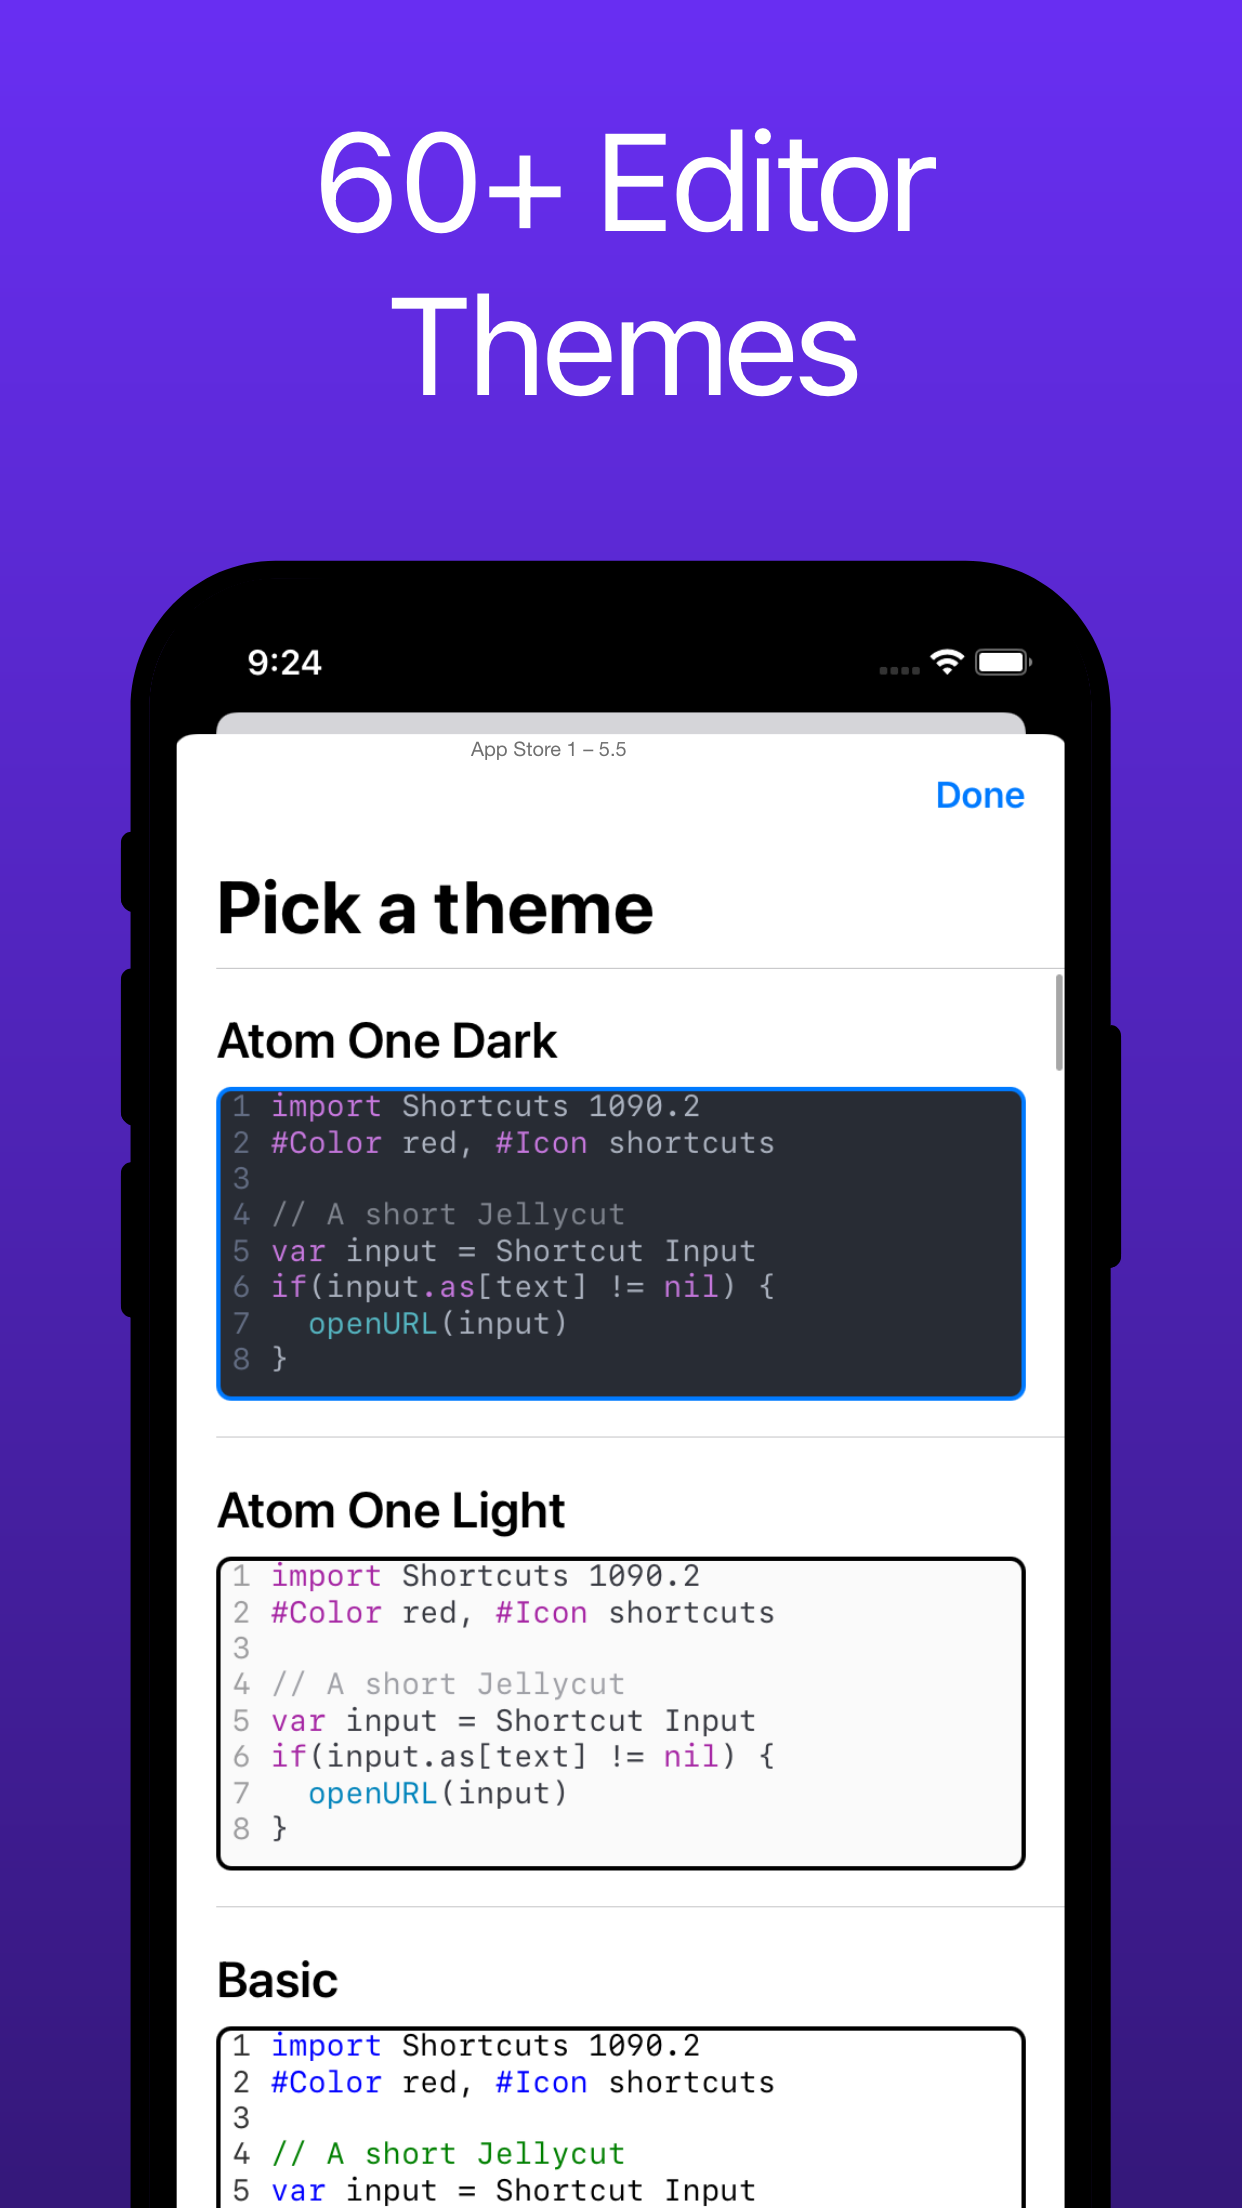 60+ Editor
Themes
9:24
App Store 1 – 5.5
Done
Pick a theme
Atom One Dark
1 import Shortcuts 1090.2
2 #Color red, #Icon shortcuts
3
4 // A short Jellycut
5 var input = Shortcut Input
6 if(input.as[text] != nil) {
7   openURL(input)
8 }
Atom One Light
1 import Shortcuts 1090.2
2 #Color red, #Icon shortcuts
3
4 // A short Jellycut
5 var input = Shortcut Input
6 if(input.as[text] != nil) {
7   openURL(input)
8 }
Basic
1 import Shortcuts 1090.2
2 #Color red, #Icon shortcuts
3
4 // A short Jellycut
5 var input = Shortcut Input